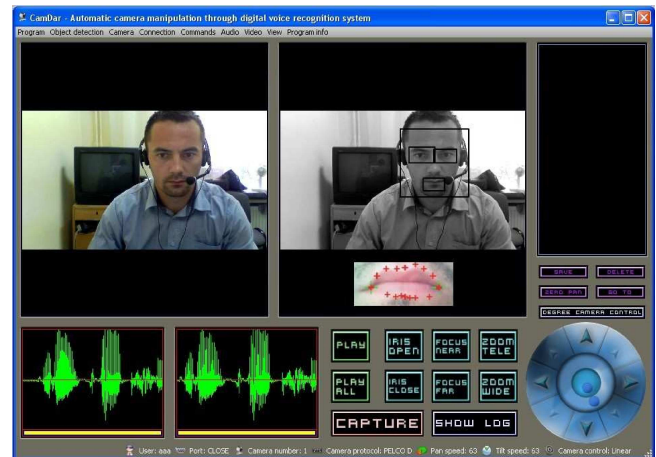 CamDar - Automatic camera manipulation through digital voice recognition system
Program Object detection Camera Connection Commands Audio Video View Program info
SAVE DELETE
ZERO PAN GO TO
DEGREE CAMERA CONTROL
PLAY IRIS OPEN FOCUS NEAR ZOOM TELE
PLAY ALL IRIS CLOSE FOCUS FAR ZOOM WIDE
CAPTURE SHOW LOG
User: aaa Port: CLOSE Camera number: 1 Camera protocol: PELCO D Pan speed: 63 Tilt speed: 63 Camera control: Linear